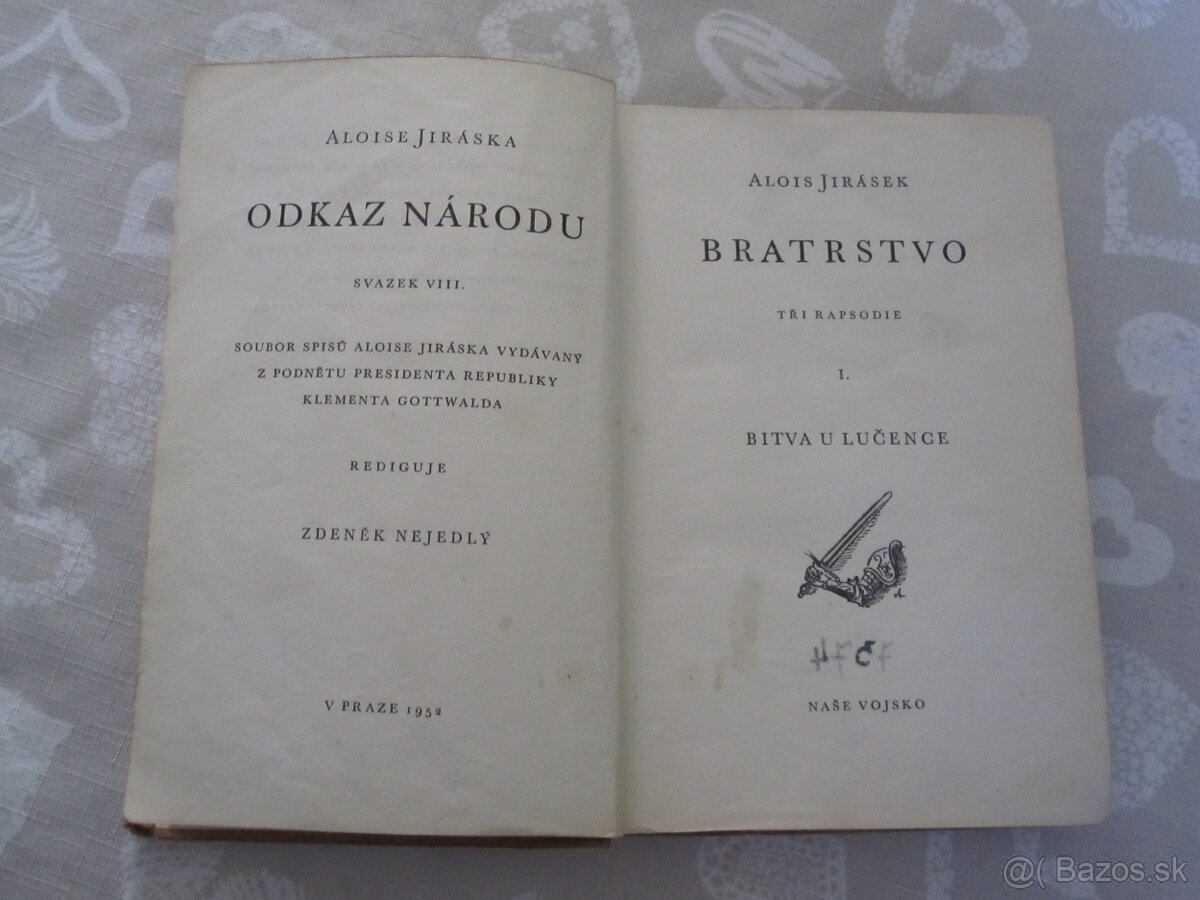 ALOISE JIRÁSKA
ODKAZ NÁRODU
SVAZEK VIII.
SOUBOR SPISŮ ALOISE JIRÁSKA VYDÁVANÝ
Z PODNĚTU PRESIDENTA REPUBLIKY
KLEMENTA GOTTWALDA
REDIGUJE
ZDENĚK NEJEDLÝ
V PRAZE 1952
ALOIS JIRÁSEK
BRATRSTVO
TŘI RAPSODIE
I.
BITVA U LUČENCE
NAŠE VOJSKO
@( Bazos.sk